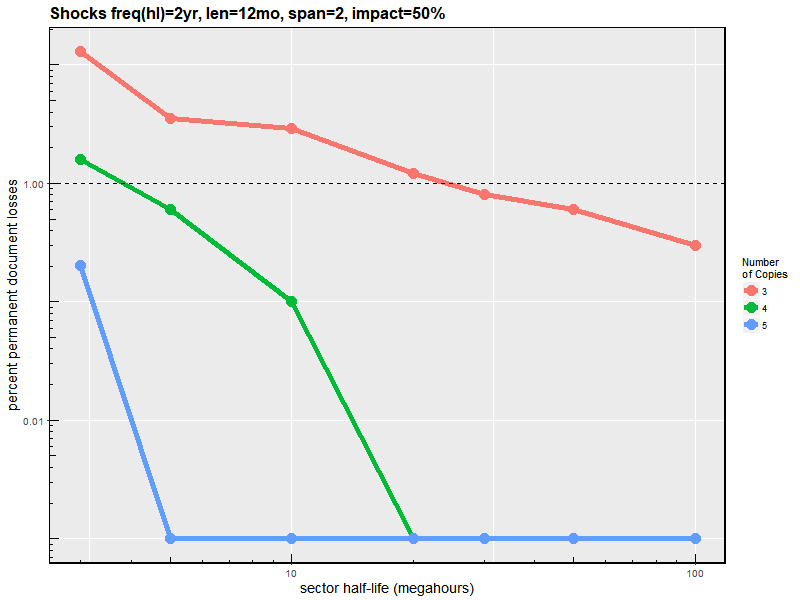 Shocks freq(hl)=2yr, len=12mo, span=2, impact=50%
percent permanent document losses
1.00
0.01
10
100
sector half-life (megahours)
Number
of Copies
3
4
5